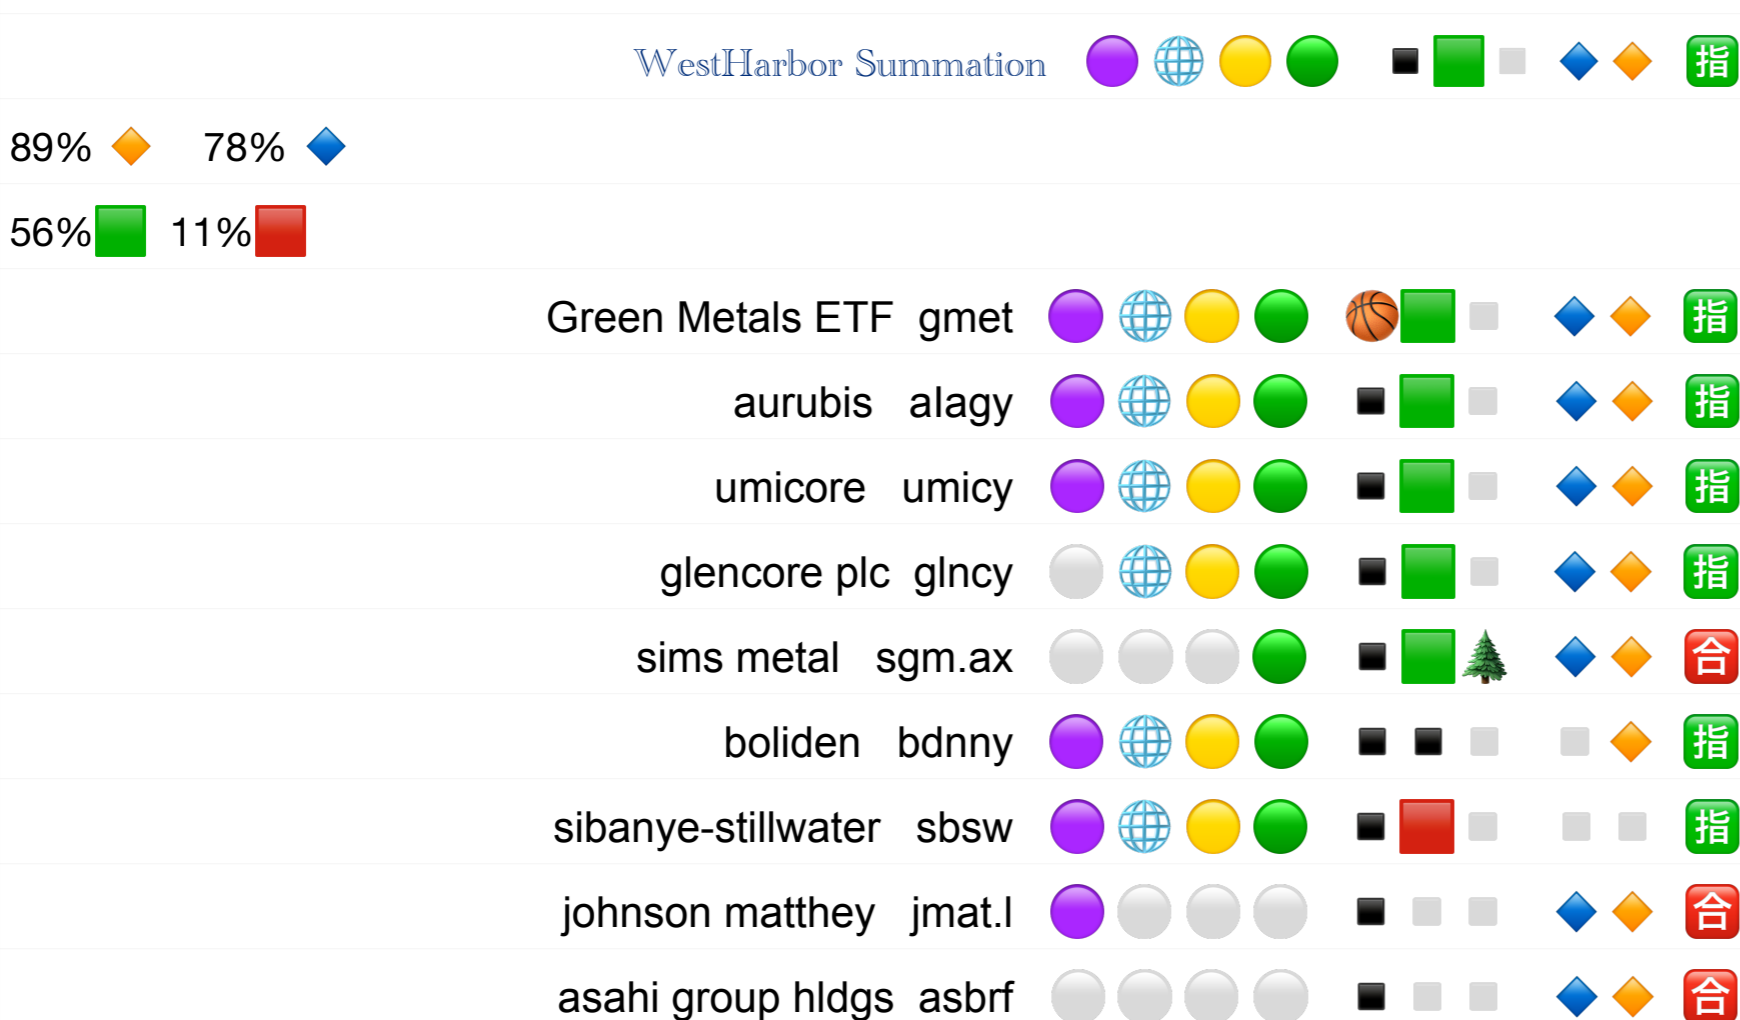 WestHarbor Summation 指
89% 78%
56% 11%
Green Metals ETF gmet 指
aurubis alagy 指
umicore umicy 指
glencore plc glncy 指
sims metal sgm.ax 合
boliden bdnny 指
sibanye-stillwater sbsw 指
johnson matthey jmat.l 合
asahi group hldgs asbrf 合